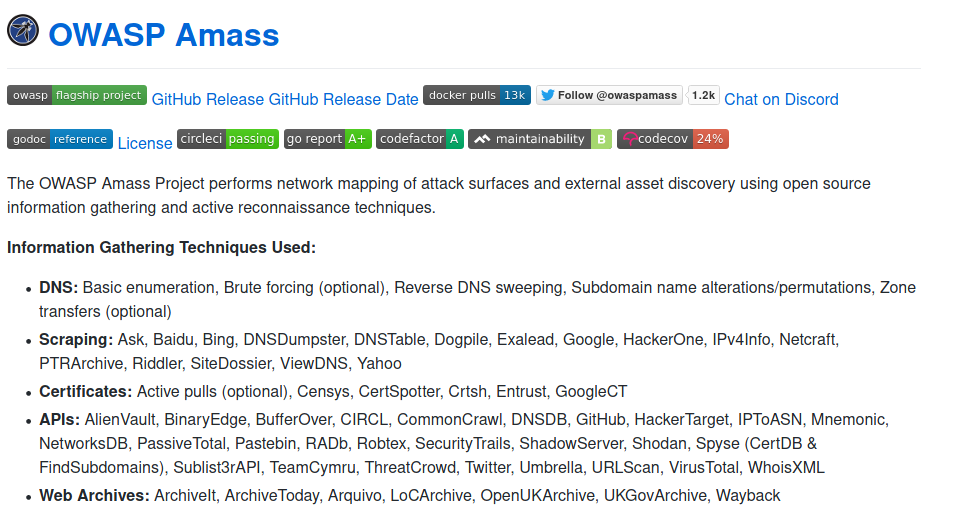 OWASP Amass
owasp flagship project GitHub Release GitHub Release Date docker pulls 13k Follow @owaspamass 1.2k Chat on Discord
godoc reference License circleci passing go report A+ codefactor A maintainability B codecov 24%
The OWASP Amass Project performs network mapping of attack surfaces and external asset discovery using open source
information gathering and active reconnaissance techniques.
Information Gathering Techniques Used:
• DNS: Basic enumeration, Brute forcing (optional), Reverse DNS sweeping, Subdomain name alterations/permutations, Zone
transfers (optional)
• Scraping: Ask, Baidu, Bing, DNSDumpster, DNSTable, Dogpile, Exalead, Google, HackerOne, IPv4Info, Netcraft,
PTRArchive, Riddler, SiteDossier, ViewDNS, Yahoo
• Certificates: Active pulls (optional), Censys, CertSpotter, Crtsh, Entrust, GoogleCT
• APIs: AlienVault, BinaryEdge, BufferOver, CIRCL, CommonCrawl, DNSDB, GitHub, HackerTarget, IPToASN, Mnemonic,
NetworksDB, PassiveTotal, Pastebin, RADb, Robtex, SecurityTrails, ShadowServer, Shodan, Spyse (CertDB &
FindSubdomains), Sublist3rAPI, TeamCymru, ThreatCrowd, Twitter, Umbrella, URLScan, VirusTotal, WhoisXML
• Web Archives: ArchiveIt, ArchiveToday, Arquivo, LoCArchive, OpenUKArchive, UKGovArchive, Wayback